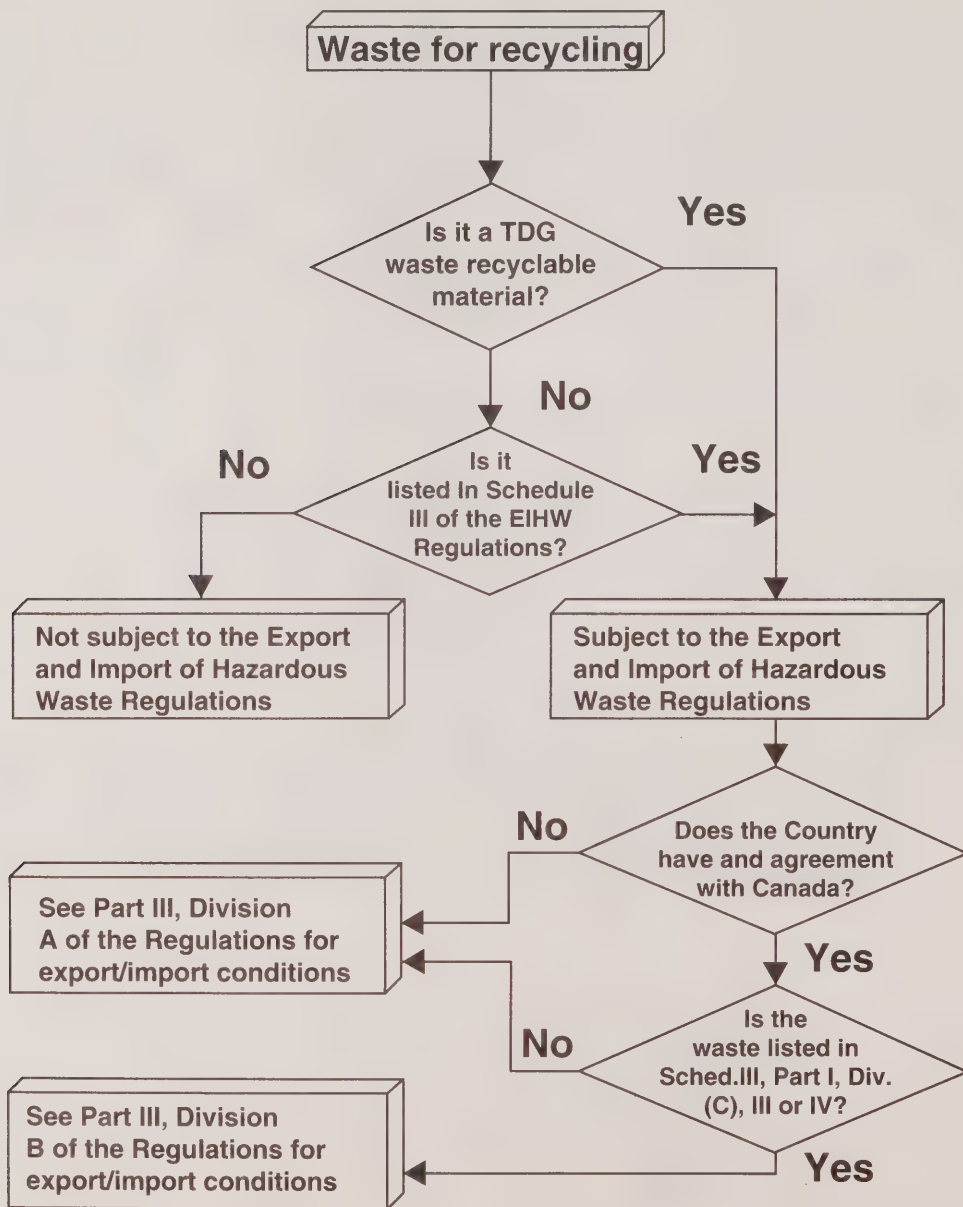 Waste for recycling
Is it a TDG
waste recyclable
material?
Yes
No
Is it
listed In Schedule
III of the EIHW
Regulations?
No
Yes
Not subject to the Export
and Import of Hazardous
Waste Regulations
Subject to the Export
and Import of Hazardous
Waste Regulations
Does the Country
have and agreement
with Canada?
No
Yes
See Part III, Division
A of the Regulations for
export/import conditions
Is the
waste listed in
Sched.III, Part I, Div.
(C), III or IV?
No
Yes
See Part III, Division
B of the Regulations for
export/import conditions